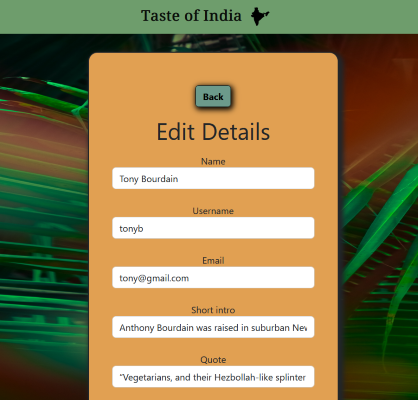 Taste of India
Back
Edit Details
Name
Tony Bourdain
Username
tonyb
Email
tony@gmail.com
Short intro
Anthony Bourdain was raised in suburban New
Quote
"Vegetarians, and their Hezbollah-like splinter